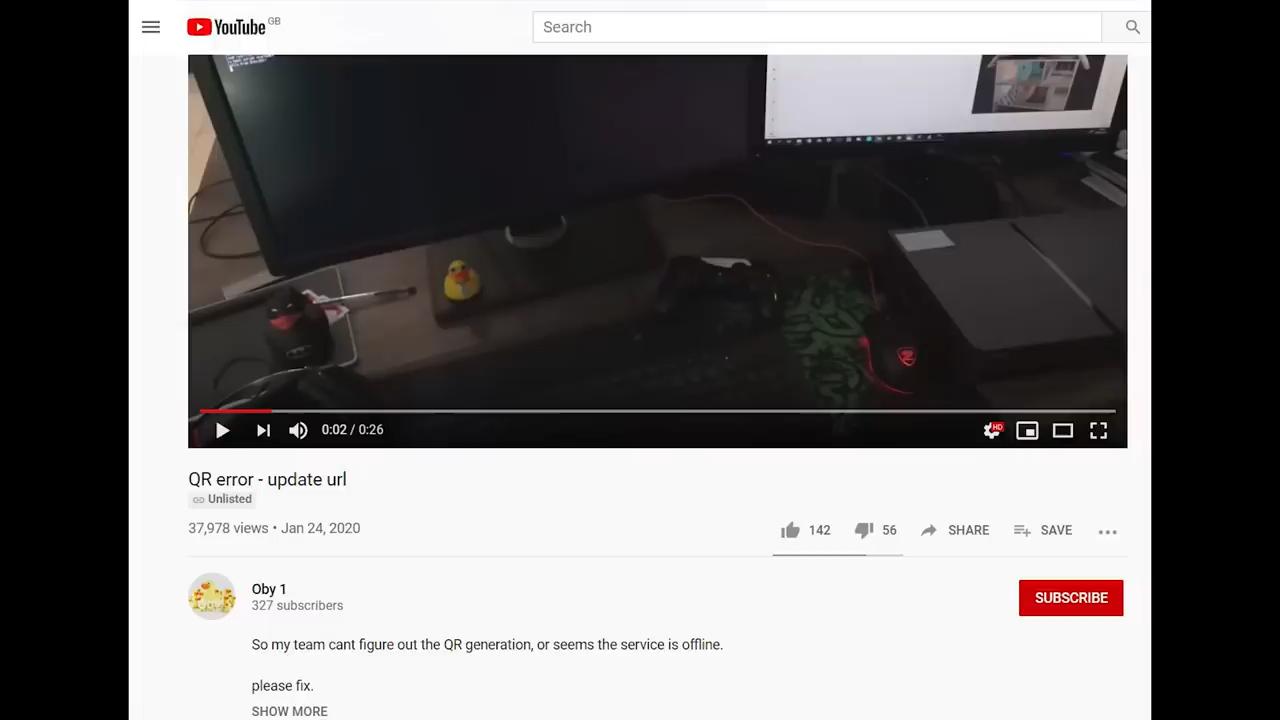 YouTube GB
Search
0:02 / 0:26
HD
QR error - update url
Unlisted
37,978 views • Jan 24, 2020
142
56
SHARE
SAVE
Oby 1
327 subscribers
SUBSCRIBE
So my team cant figure out the QR generation, or seems the service is offline.
please fix.
SHOW MORE